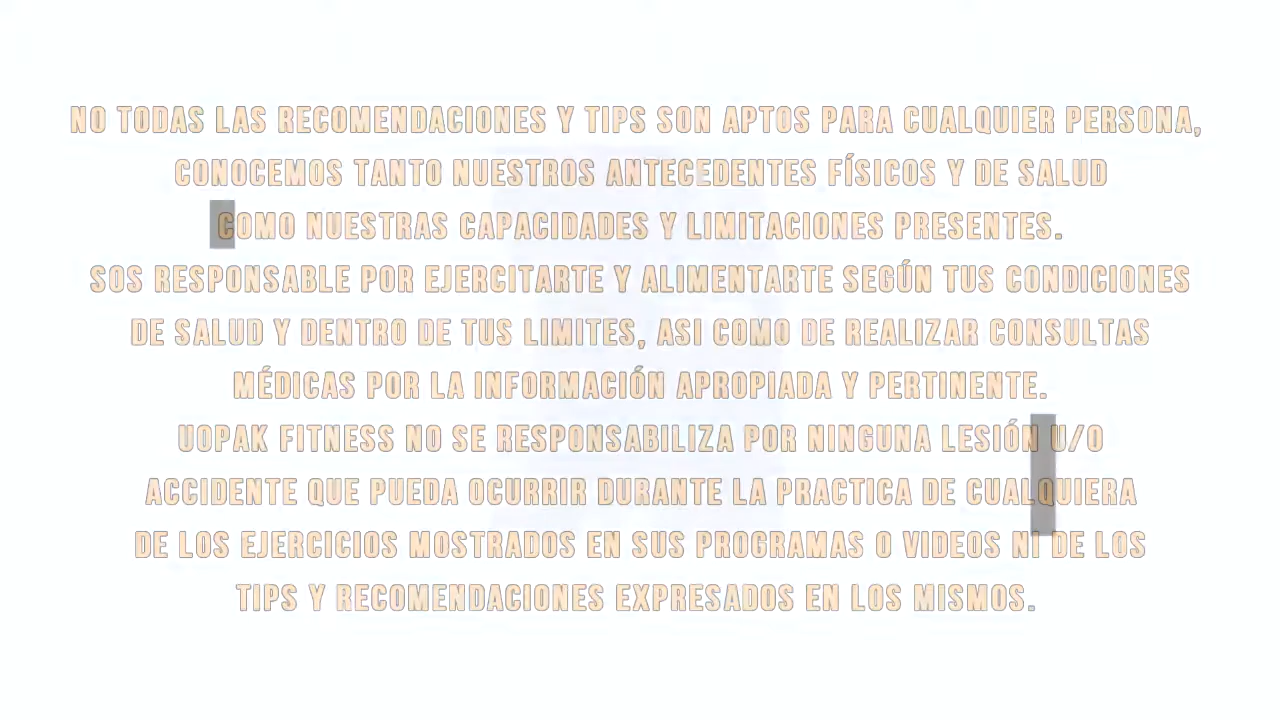 NO TODAS LAS RECOMENDACIONES Y TIPS SON APTOS PARA CUALQUIER PERSONA,
CONOCEMOS TANTO NUESTROS ANTECEDENTES FÍSICOS Y DE SALUD
COMO NUESTRAS CAPACIDADES Y LIMITACIONES PRESENTES.
SOS RESPONSABLE POR EJERCITARTE Y ALIMENTARTE SEGÚN TUS CONDICIONES
DE SALUD Y DENTRO DE TUS LIMITES, ASI COMO DE REALIZAR CONSULTAS
MÉDICAS POR LA INFORMACIÓN APROPIADA Y PERTINENTE.
UOPAK FITNESS NO SE RESPONSABILIZA POR NINGUNA LESIÓN U/O
ACCIDENTE QUE PUEDA OCURRIR DURANTE LA PRACTICA DE CUALQUIERA
DE LOS EJERCICIOS MOSTRADOS EN SUS PROGRAMAS O VIDEOS NI DE LOS
TIPS Y RECOMENDACIONES EXPRESADOS EN LOS MISMOS.